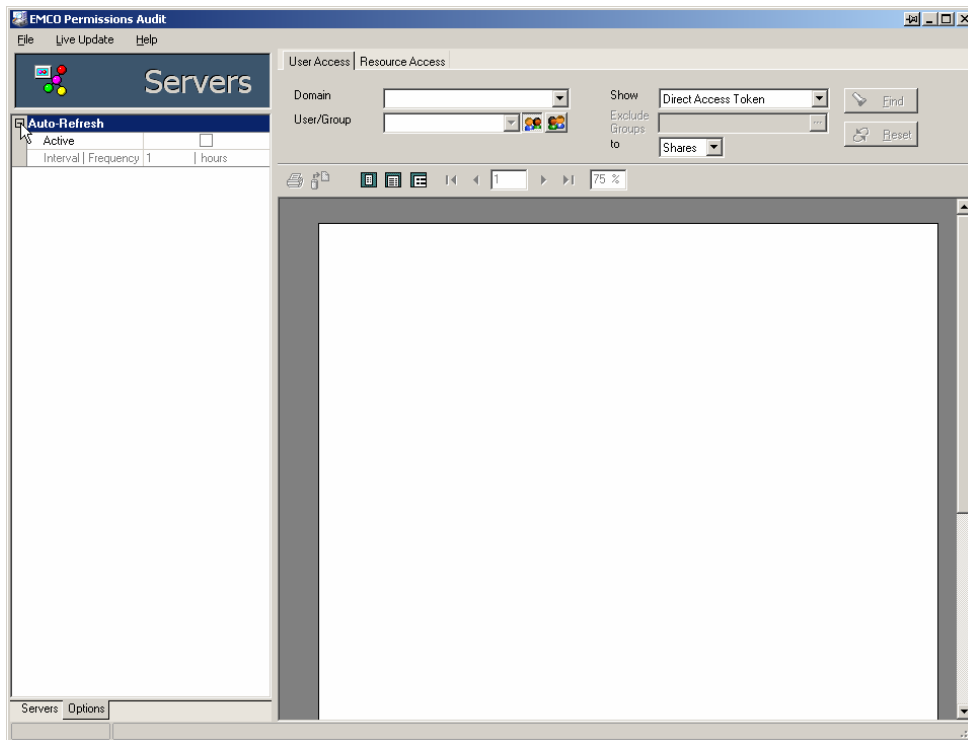 EMCO Permissions Audit
File Live Update Help
Servers
Auto-Refresh
Active
Interval | Frequency 1 | hours
Servers Options
User Access Resource Access
Domain
User/Group
Show Direct Access Token
Exclude Groups ...
to Shares
Find
Reset
1 75 %